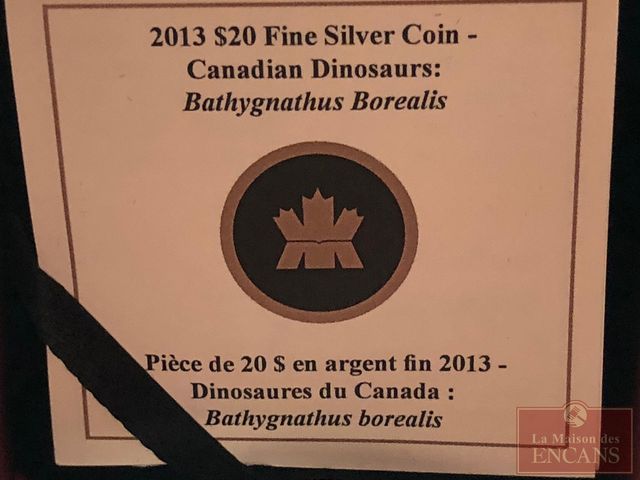 2013 $20 Fine Silver Coin -
Canadian Dinosaurs:
Bathygnathus Borealis
Pièce de 20 $ en argent fin 2013 -
Dinosaures du Canada :
Bathygnathus borealis
La Maison des
ENCANS